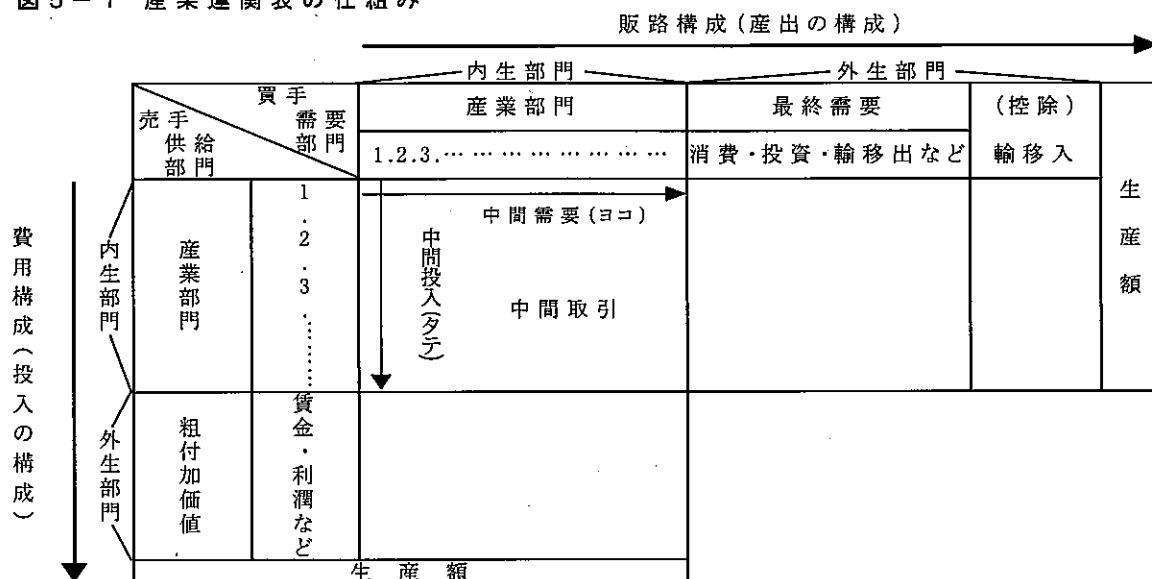 図5－1 産業連関表の仕組み
販路構成(産出の構成)
内生部門
外生部門
買手
需要部門
売手
供給部門
産業部門
最終需要
(控除)
1.2.3.… … … … … … … …
消費・投資・輸移出など
輸移入
生産額
費用構成(投入の構成)
内生部門
産業部門
1.2.3.………
中間需要(ヨコ)
中間投入(タテ)
中間取引
外生部門
粗付加価値
賃金・利潤など
生産額